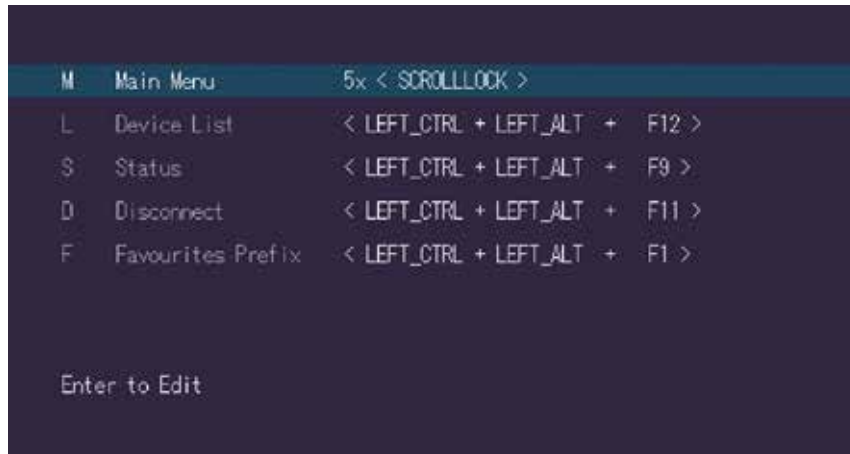 M Main Menu 5x < SCROLLLOCK >
L Device List < LEFT_CTRL + LEFT_ALT + F12 >
S Status < LEFT_CTRL + LEFT_ALT + F9 >
D Disconnect < LEFT_CTRL + LEFT_ALT + F11 >
F Favourites Prefix < LEFT_CTRL + LEFT_ALT + F1 >
Enter to Edit